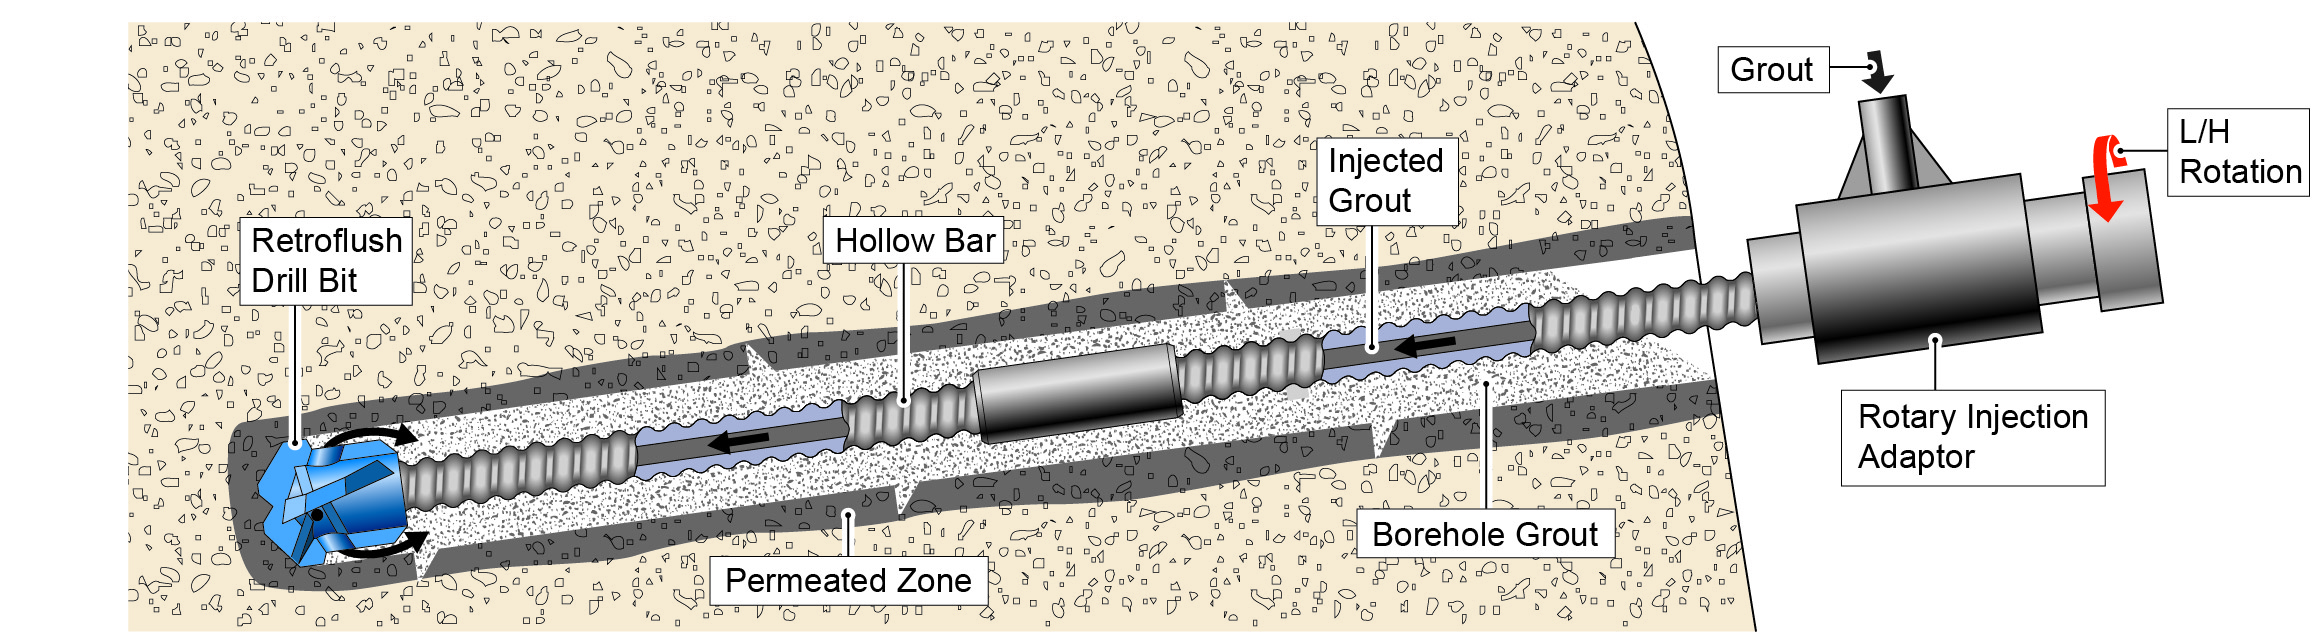 Grout
L/H
Rotation
Injected
Grout
Retroflush
Drill Bit
Hollow Bar
Rotary Injection
Adaptor
Borehole Grout
Permeated Zone